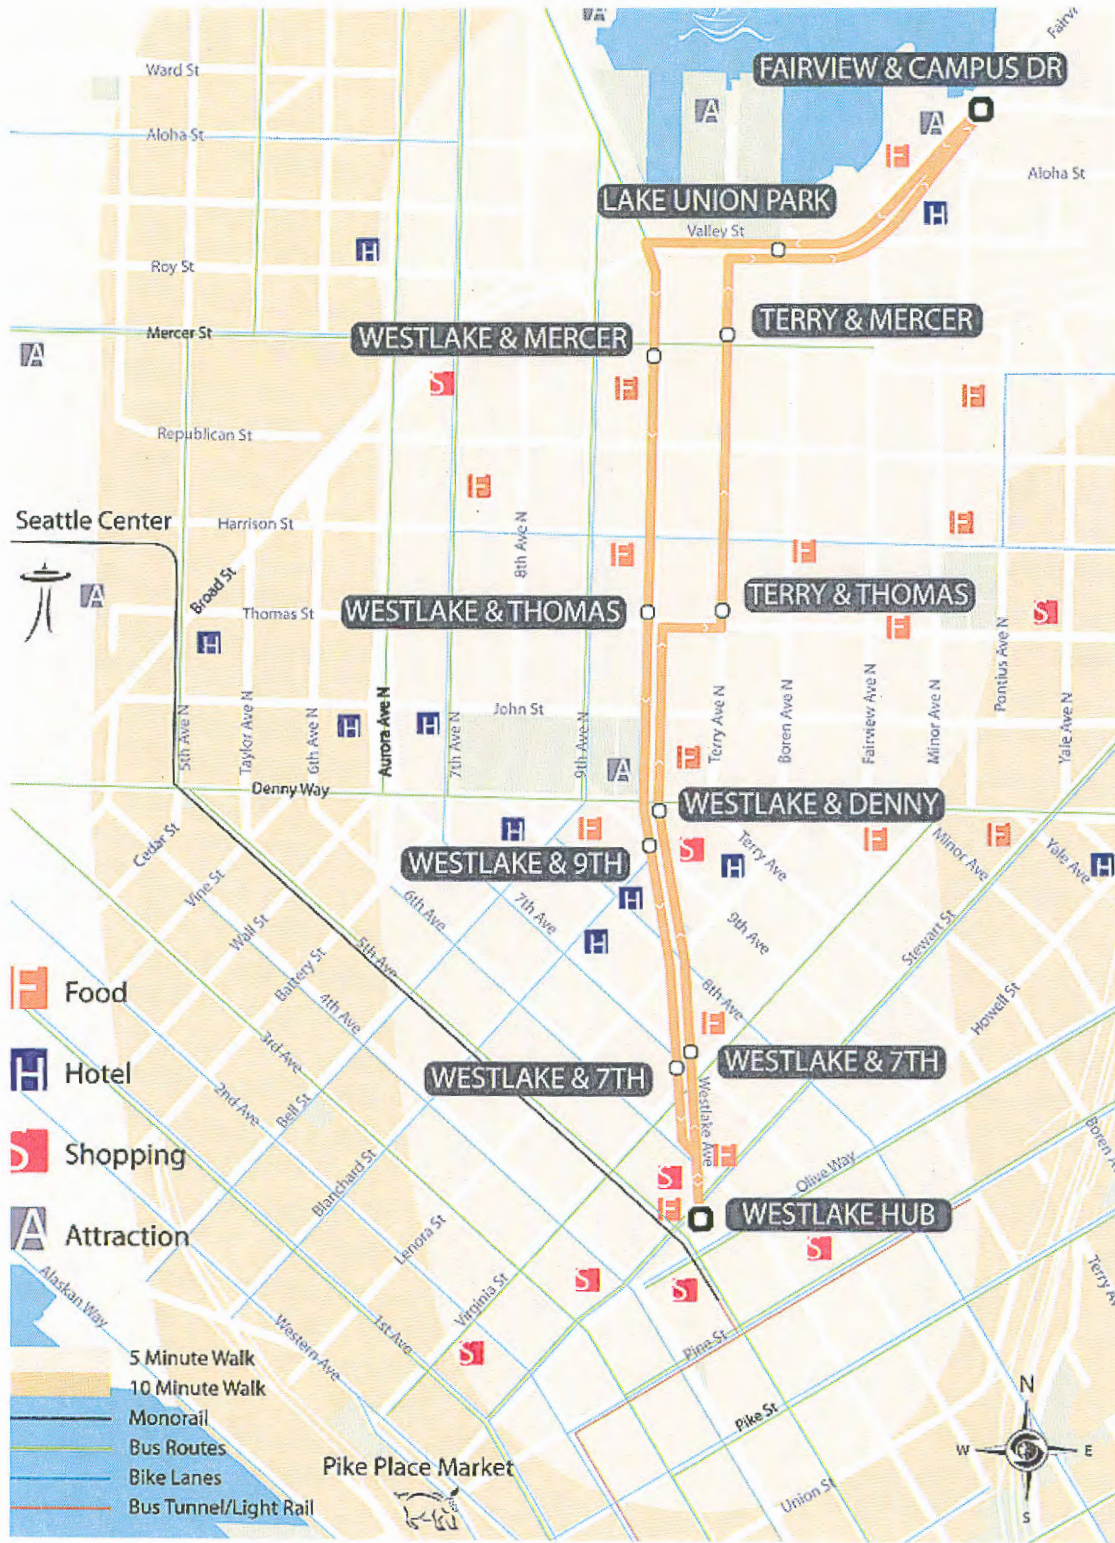 Fairvi
Ward St
FAIRVIEW & CAMPUS DR
A
A
A
F
Aloha St
Aloha St
LAKE UNION PARK
H
Valley St
H
Roy St
Mercer St
WESTLAKE & MERCER
TERRY & MERCER
A
S
F
F
Republican St
F
Seattle Center
Harrison St
8th Ave N
F
F
F
Broad St
A
Thomas St
WESTLAKE & THOMAS
TERRY & THOMAS
S
F
H
Pontius Ave N
John St
H
H
5th Ave N
Taylor Ave N
6th Ave N
Aurora Ave N
7th Ave N
9th Ave N
Terry Ave N
Boren Ave N
Fairview Ave N
Minor Ave N
Yale Ave N
A
F
Denny Way
WESTLAKE & DENNY
Cedar St
H
F
WESTLAKE & 9TH
S
H
Terry Ave
F
Minor Ave
F
Yale Ave
H
Vine St
Wall St
6th Ave
7th Ave
H
H
9th Ave
Stewart St
5th Ave
Battery St
8th Ave
F
Food
4th Ave
Howell St
F
3rd Ave
H
Hotel
WESTLAKE & 7TH
WESTLAKE & 7TH
2nd Ave
Bell St
Westlake Ave
Boren A
S
Shopping
Blanchard St
F
S
Olive Way
F
WESTLAKE HUB
A
Attraction
Lenora St
S
Alaskan Way
Virginia St
S
S
Terry A
Western Ave
1st Ave
S
Pine St
5 Minute Walk
10 Minute Walk
Monorail
Bus Routes
Bike Lanes
Bus Tunnel/Light Rail
Pike St
Pike Place Market
Union St
N
W
E
S